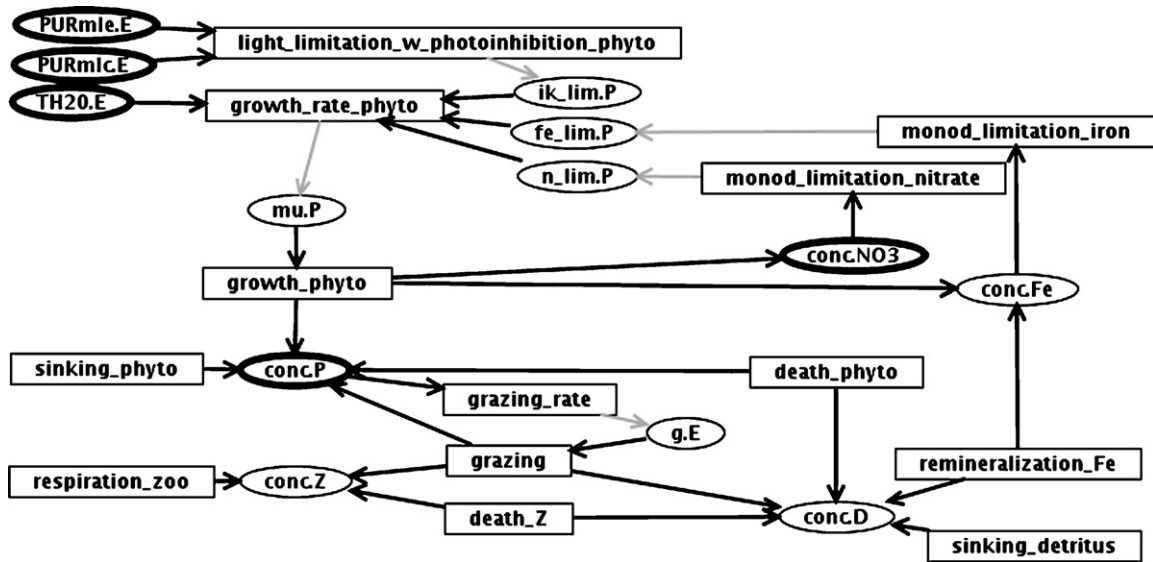 PURmle.E
light_limitation_w_photoinhibition_phyto
PURmlc.E
TH20.E
growth_rate_phyto
ik_lim.P
fe_lim.P
monod_limitation_iron
n_lim.P
monod_limitation_nitrate
mu.P
conc.NO3
growth_phyto
conc.Fe
sinking_phyto
conc.P
death_phyto
grazing_rate
g.E
grazing
remineralization_Fe
respiration_zoo
conc.Z
death_Z
conc.D
sinking_detritus